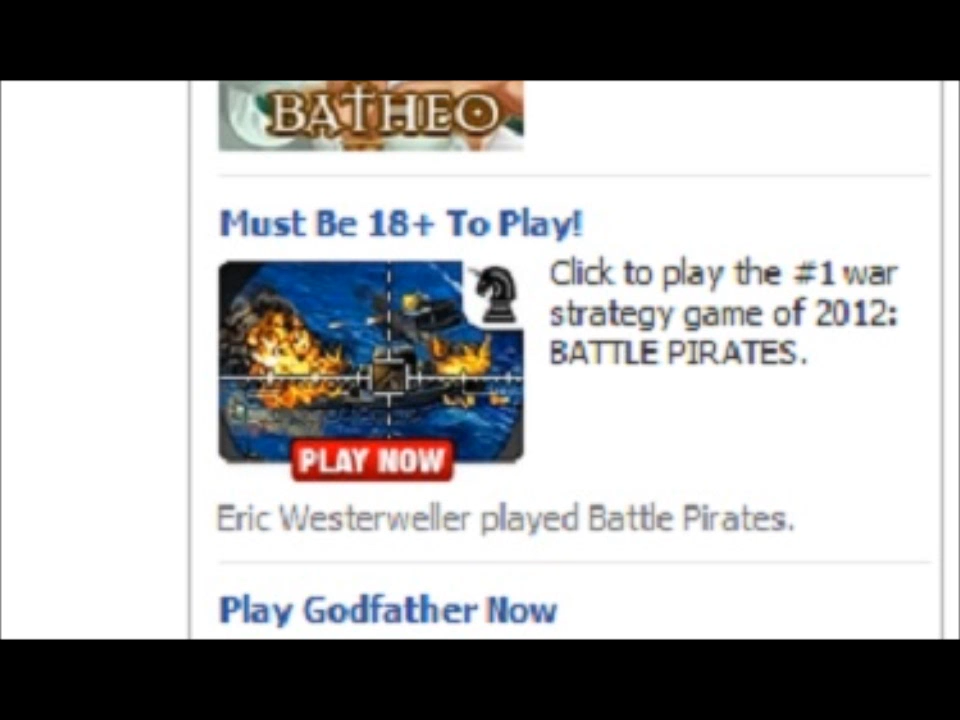 BATHEO
Must Be 18+ To Play!
Click to play the #1 war
strategy game of 2012:
BATTLE PIRATES.
PLAY NOW
Eric Westerweller played Battle Pirates.
Play Godfather Now